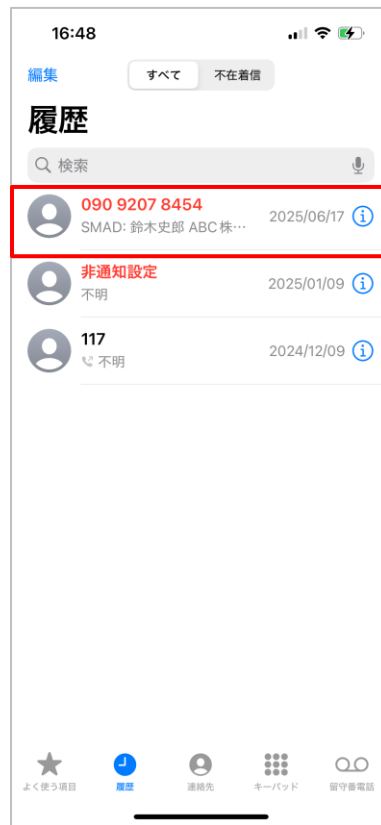 16:48
編集
すべて 不在着信
履歴
検索
090 9207 8454
SMAD: 鈴木史郎 ABC株…
2025/06/17
非通知設定
不明
2025/01/09
117
不明
2024/12/09
よく使う項目 履歴 連絡先 キーパッド 留守番電話